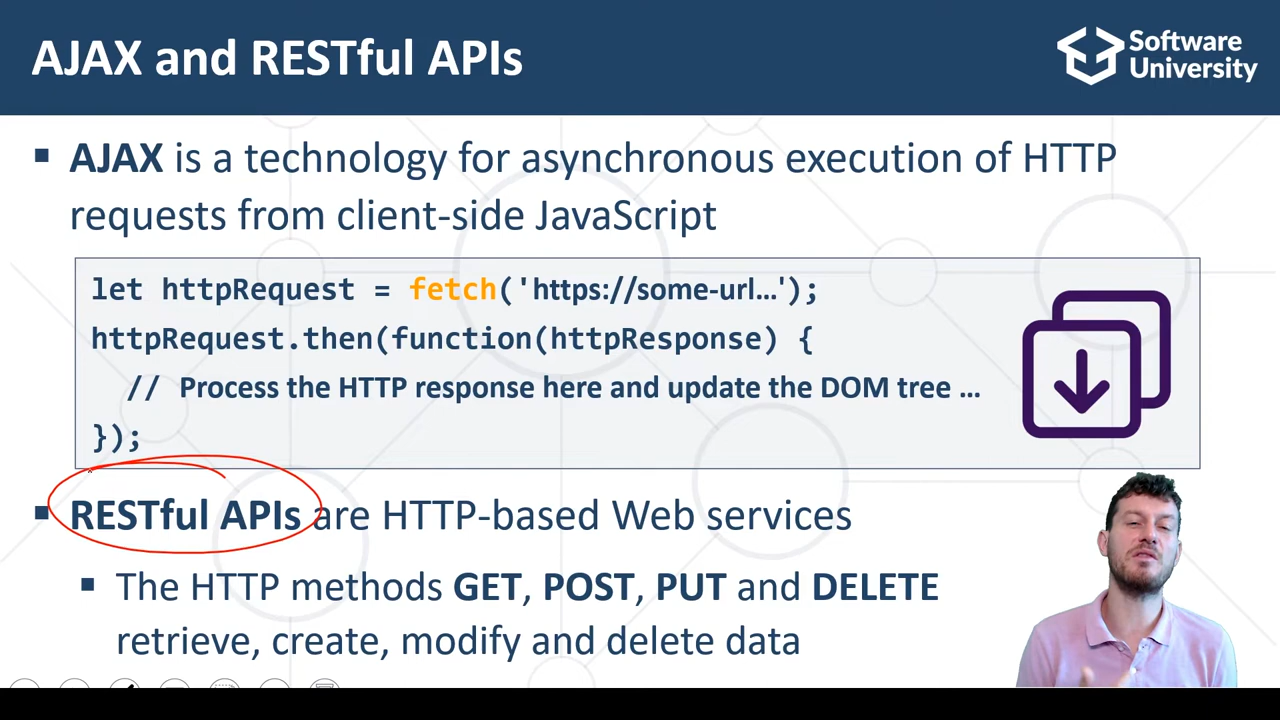 AJAX and RESTful APIs
Software
University
▪ AJAX is a technology for asynchronous execution of HTTP
requests from client-side JavaScript
let httpRequest = fetch('https://some-url…');
httpRequest.then(function(httpResponse) {
// Process the HTTP response here and update the DOM tree …
});
▪ RESTful APIs are HTTP-based Web services
▪ The HTTP methods GET, POST, PUT and DELETE
retrieve, create, modify and delete data